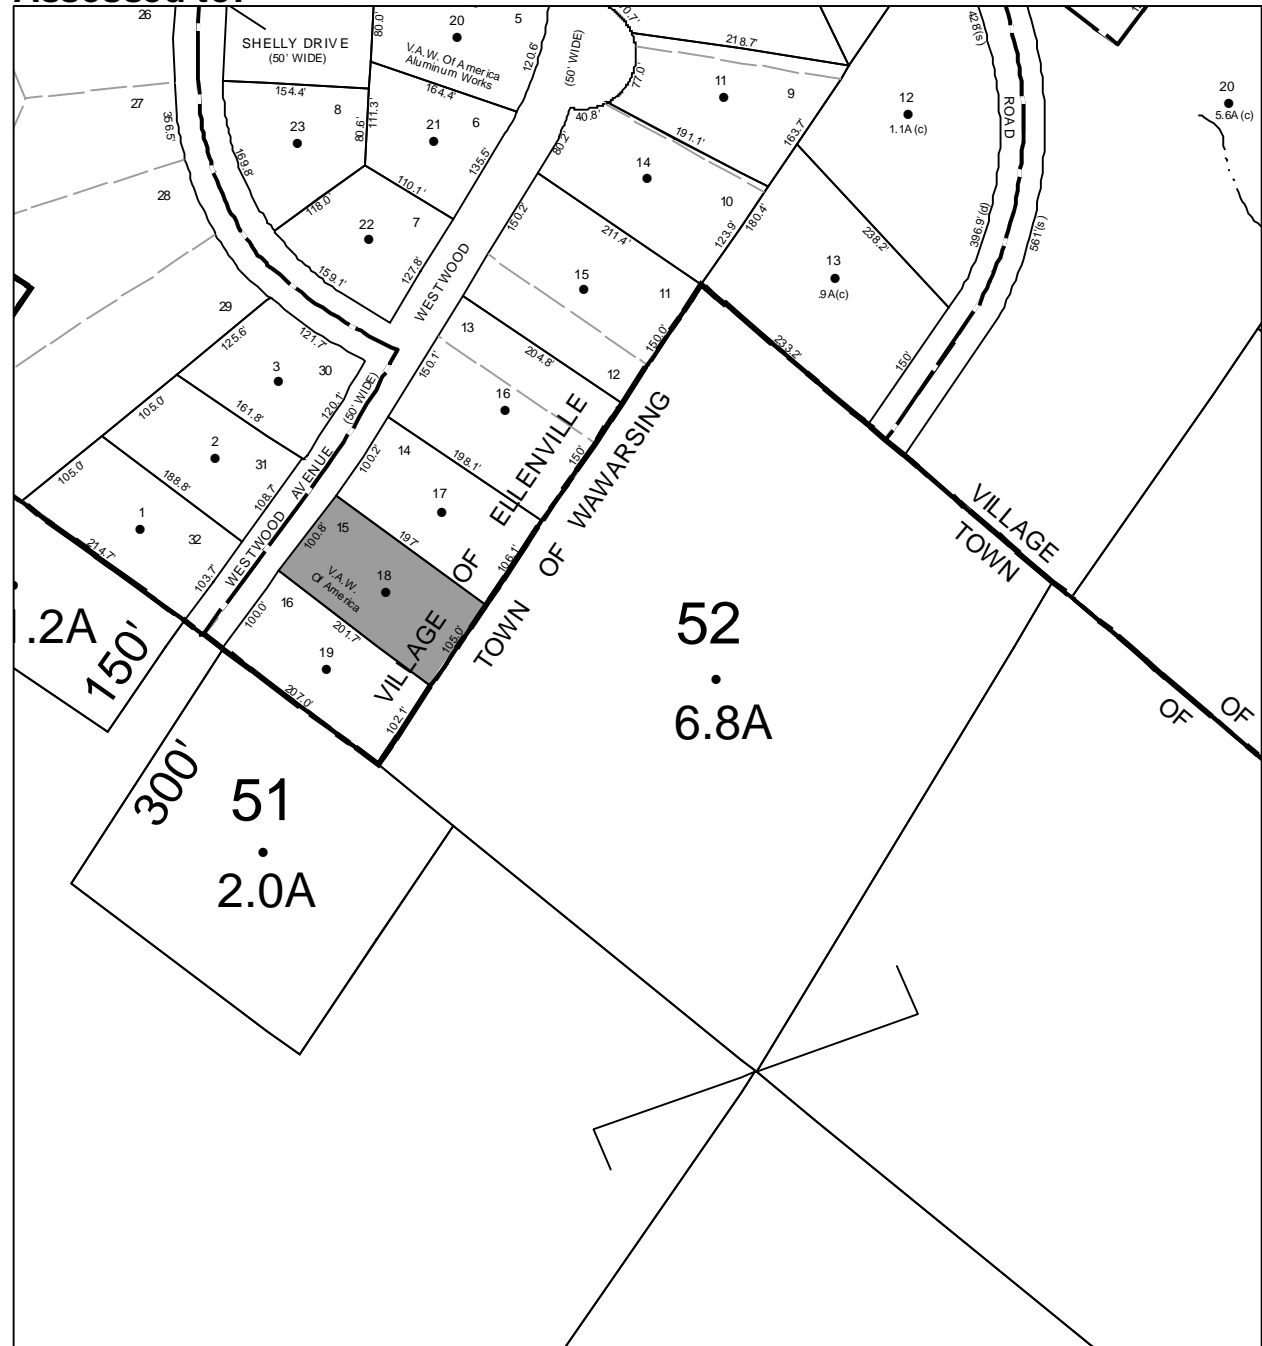 Assessed to:
26
20
5
80.0'
V.A.W. Of America
Aluminum Works
SHELLY DRIVE
(50' WIDE)
120.6'
(50' WIDE)
218.7'
77.0'
428'(s)
11
9
12
1.1A (c)
ROAD
20
5.6A (c)
27
356.5'
154.4'
8
23
80.6'
111.3'
164.4'
21
6
40.8'
80.2'
191.1'
163.7'
135.5'
169.8'
14
10
28
118.0'
110.1'
22
7
150.2'
211.4'
123.9'
180.4'
238.2'
396.9' (d)
561'(s)
159.1'
127.8'
WESTWOOD
15
11
13
.9A(c)
29
125.6'
121.7'
13
204.8'
150.0'
233.2'
150'
3
30
150.1'
12
120.1'
(50' WIDE)
16
105.0'
161.8'
2
31
14
100.2'
198.1'
150'
ELLENVILLE
WAWARSING
105.0'
188.8'
108.7'
AVENUE
17
1
32
214.7'
103.7'
WESTWOOD
100.8'
15
197'
106.1'
OF
OF
VILLAGE
TOWN
18
V.A.W.
Of America
16
100.0'
201.7'
105.0'
VILLAGE
TOWN
19
207.0'
102.1'
.2A
150'
52
6.8A
OF
OF
300'
51
2.0A